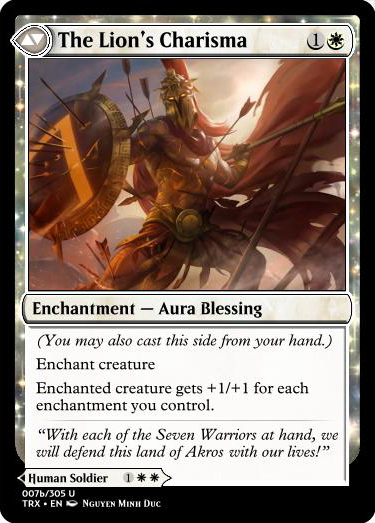 The Lion's Charisma 1
Enchantment — Aura Blessing
(You may also cast this side from your hand.)
Enchant creature
Enchanted creature gets +1/+1 for each
enchantment you control.
“With each of the Seven Warriors at hand, we
will defend this land of Akros with our lives!”
Human Soldier 1
007b/305 U
TRX • EN Nguyen Minh Duc